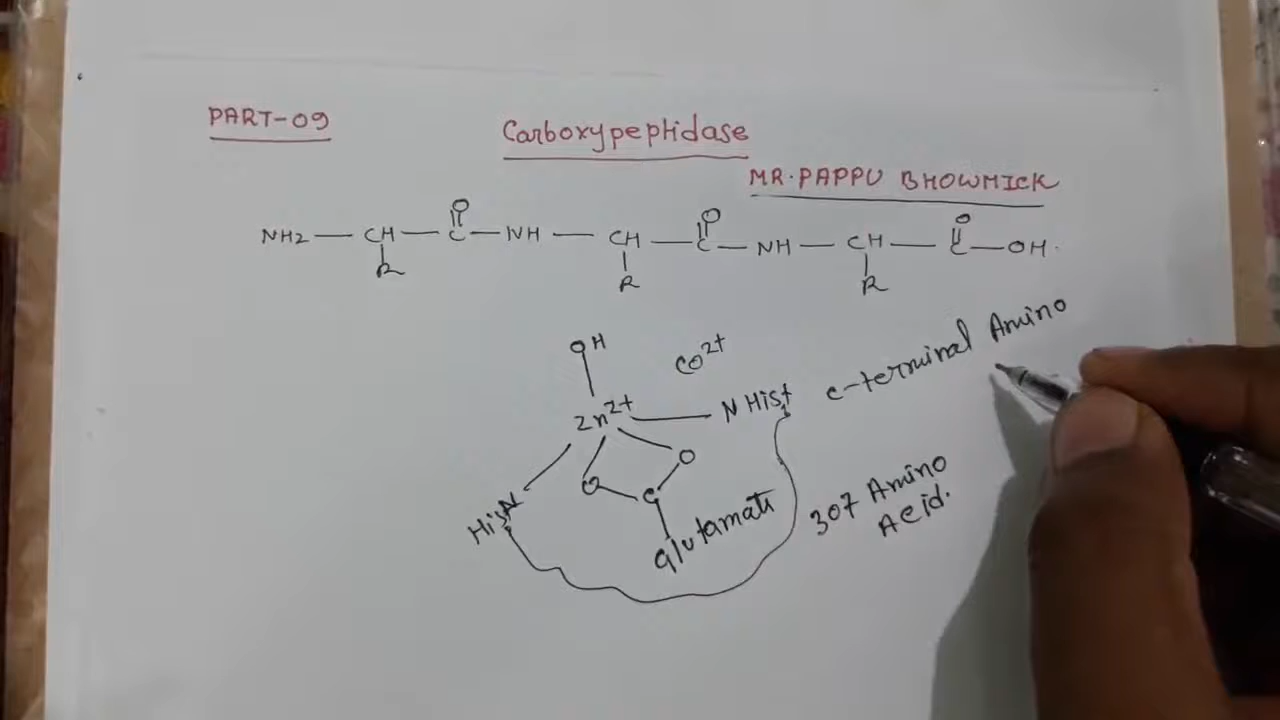 PART-09
Carboxypeptidase
MR. PAPPU BHOWMICK
NH2 — CH — C — NH — CH — C — NH — CH — C — OH.
O O O
R R R
OH
Co2+
C-terminal Amino
Zn2+ — N Hist
O O
C
HisN
glutamate
307 Amino
Acid.